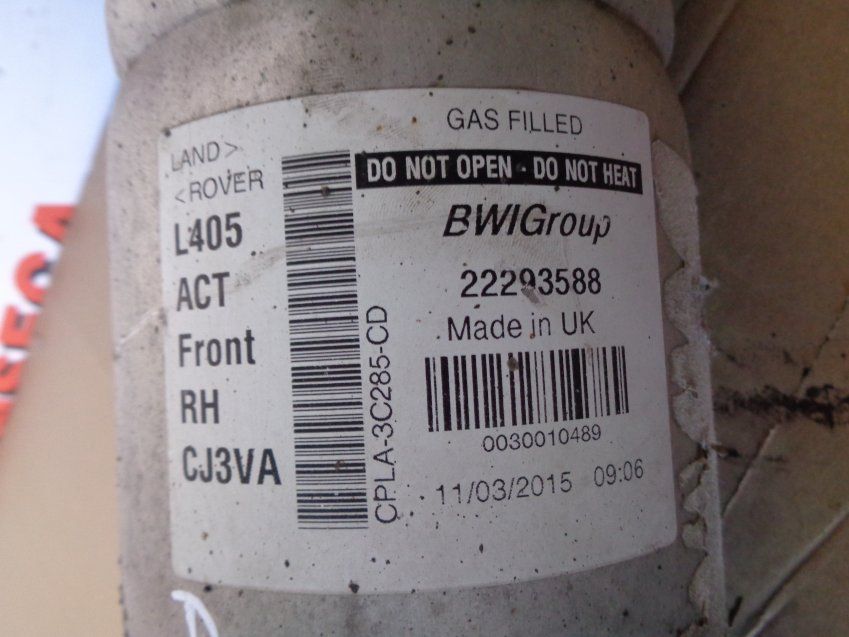 GAS FILLED
DO NOT OPEN - DO NOT HEAT
LAND >
< ROVER
L405
ACT
Front
RH
CJ3VA
CPLA-3C285-CD
BWIGroup
22293588
Made in UK
0030010489
11/03/2015 09:06